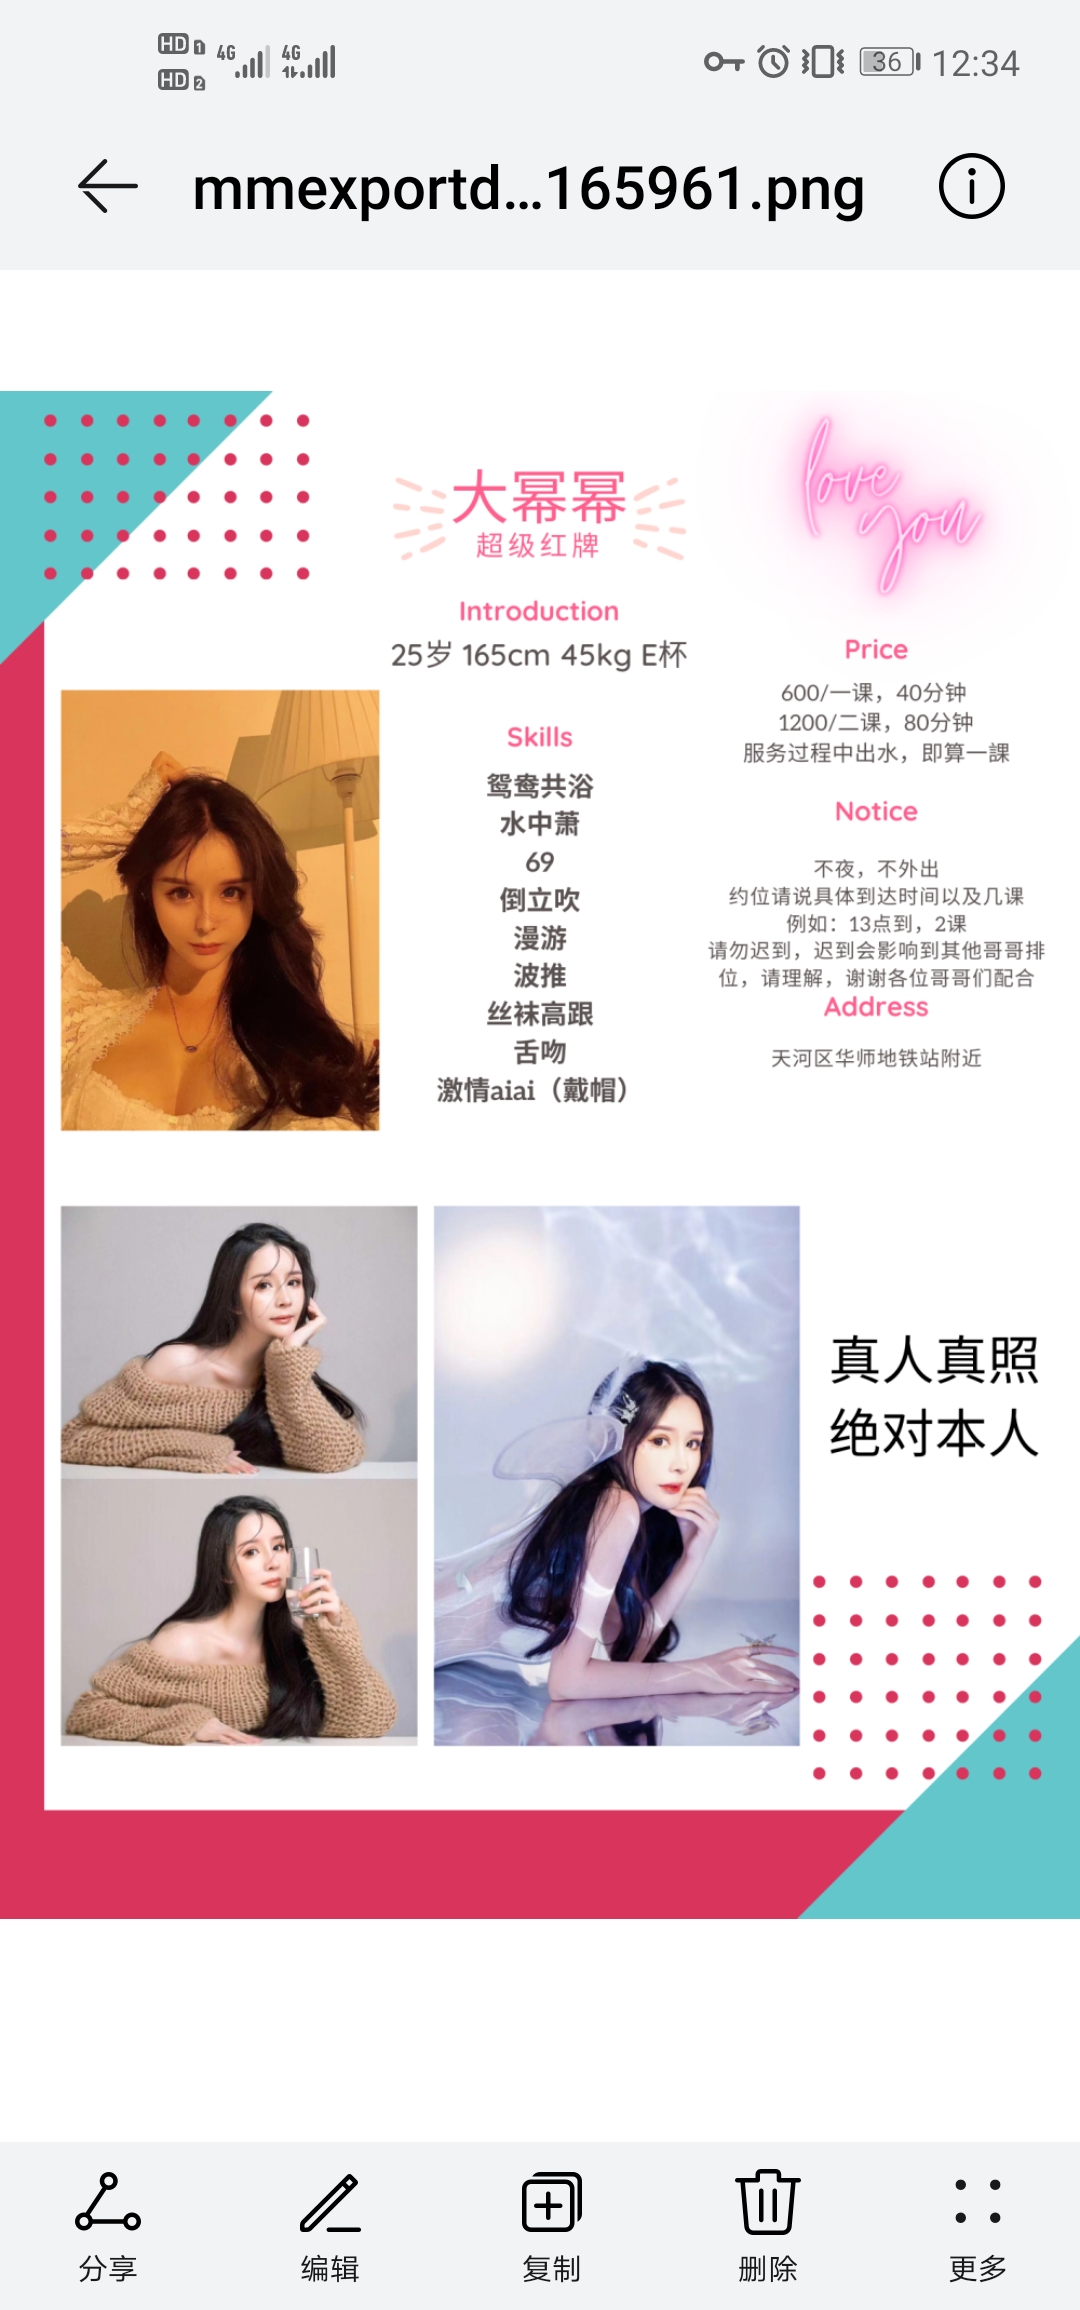 HD 1 4G 4G
HD 2
36 12:34
mmexportd...165961.png
大幂幂
超级红牌
love
you
Introduction
25岁 165cm 45kg E杯
Skills
鸳鸯共浴
水中萧
69
倒立吹
漫游
波推
丝袜高跟
舌吻
激情aiai（戴帽）
Price
600/一课，40分钟
1200/二课，80分钟
服务过程中出水，即算一課
Notice
不夜，不外出
约位请说具体到达时间以及几课
例如：13点到，2课
请勿迟到，迟到会影响到其他哥哥排
位，请理解，谢谢各位哥哥们配合
Address
天河区华师地铁站附近
真人真照
绝对本人
分享
编辑
复制
删除
更多